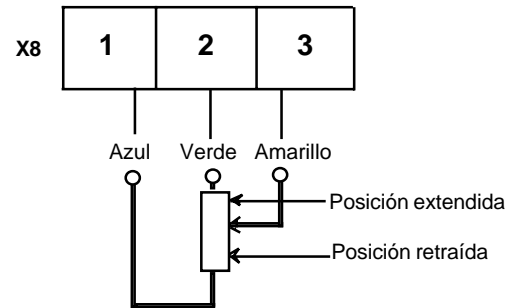 X8 1 2 3
Azul Verde Amarillo
Posición extendida
Posición retraída